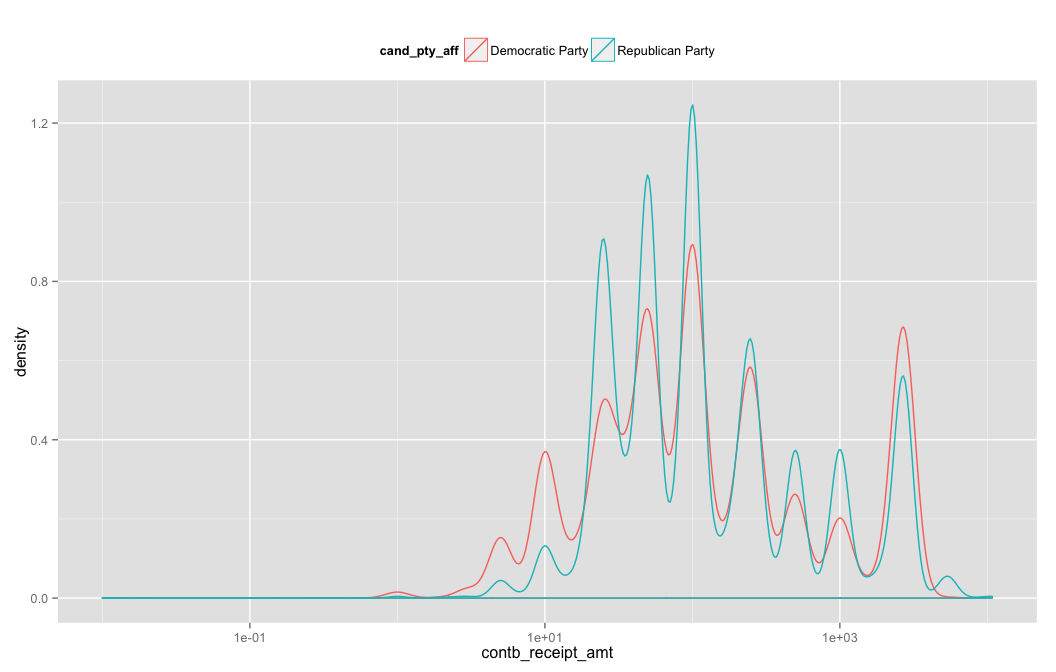 cand_pty_aff Democratic Party Republican Party
1.2
0.8
0.4
0.0
density
1e-01 1e+01 1e+03
contb_receipt_amt